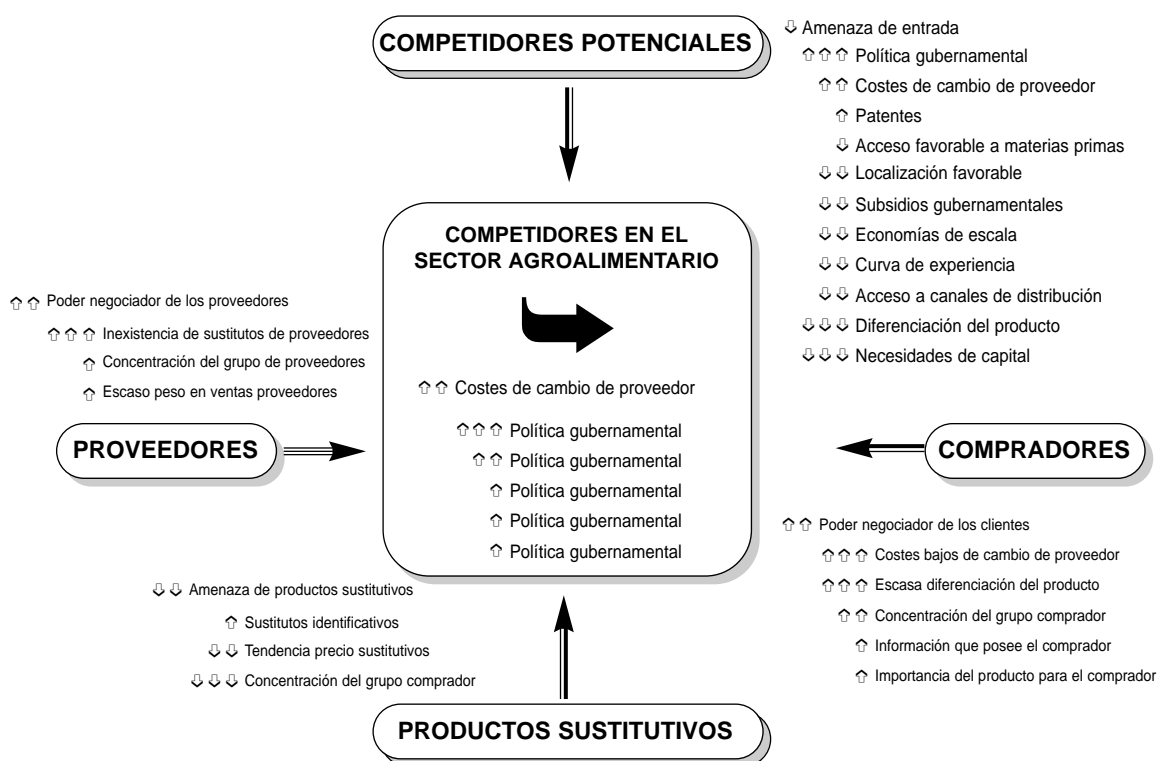 COMPETIDORES POTENCIALES
⇩ Amenaza de entrada
⇧ ⇧ ⇧ Política gubernamental
⇧ ⇧ Costes de cambio de proveedor
⇧ Patentes
⇩ Acceso favorable a materias primas
⇩ ⇩ Localización favorable
⇩ ⇩ Subsidios gubernamentales
⇩ ⇩ Economías de escala
⇩ ⇩ Curva de experiencia
⇩ ⇩ Acceso a canales de distribución
⇩ ⇩ ⇩ Diferenciación del producto
⇩ ⇩ ⇩ Necesidades de capital
COMPETIDORES EN EL
SECTOR AGROALIMENTARIO
⇧ ⇧ Costes de cambio de proveedor
⇧ ⇧ ⇧ Política gubernamental
⇧ ⇧ Política gubernamental
⇧ Política gubernamental
⇧ Política gubernamental
⇧ Política gubernamental
⇧ ⇧ Poder negociador de los proveedores
⇧ ⇧ ⇧ Inexistencia de sustitutos de proveedores
⇧ Concentración del grupo de proveedores
⇧ Escaso peso en ventas proveedores
PROVEEDORES
COMPRADORES
⇧ ⇧ Poder negociador de los clientes
⇧ ⇧ ⇧ Costes bajos de cambio de proveedor
⇧ ⇧ ⇧ Escasa diferenciación del producto
⇧ ⇧ Concentración del grupo comprador
⇧ Información que posee el comprador
⇧ Importancia del producto para el comprador
⇩ ⇩ Amenaza de productos sustitutivos
⇧ Sustitutos identificativos
⇩ ⇩ Tendencia precio sustitutivos
⇩ ⇩ ⇩ Concentración del grupo comprador
PRODUCTOS SUSTITUTIVOS